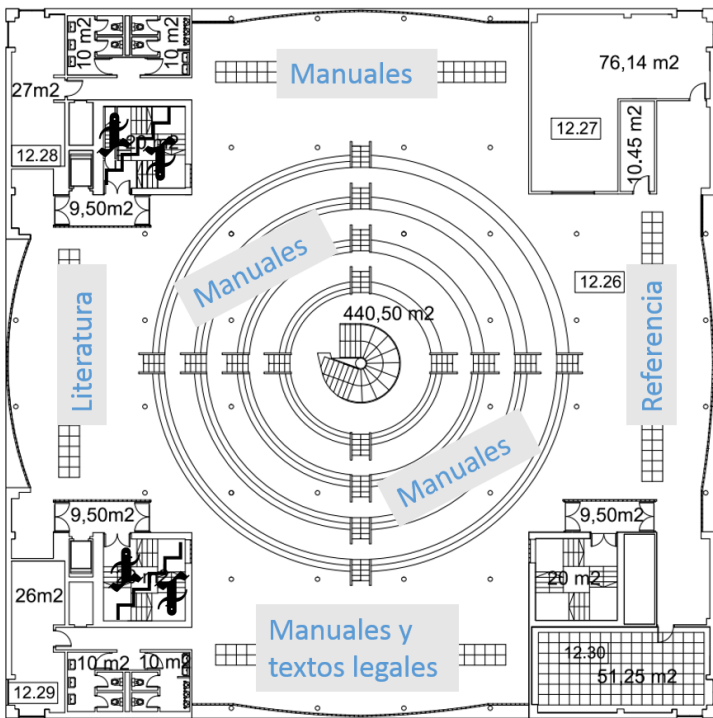 10 m2
10 m2
Manuales
76,14 m2
27m2
12.27
10.45 m2
12.28
9,50m2
Manuales
12.26
Literatura
440,50 m2
Referencia
Manuales
9,50m2
9,50m2
26m2
20 m2
Manuales y
textos legales
10 m2
10 m2
12.30
51.25 m2
12.29